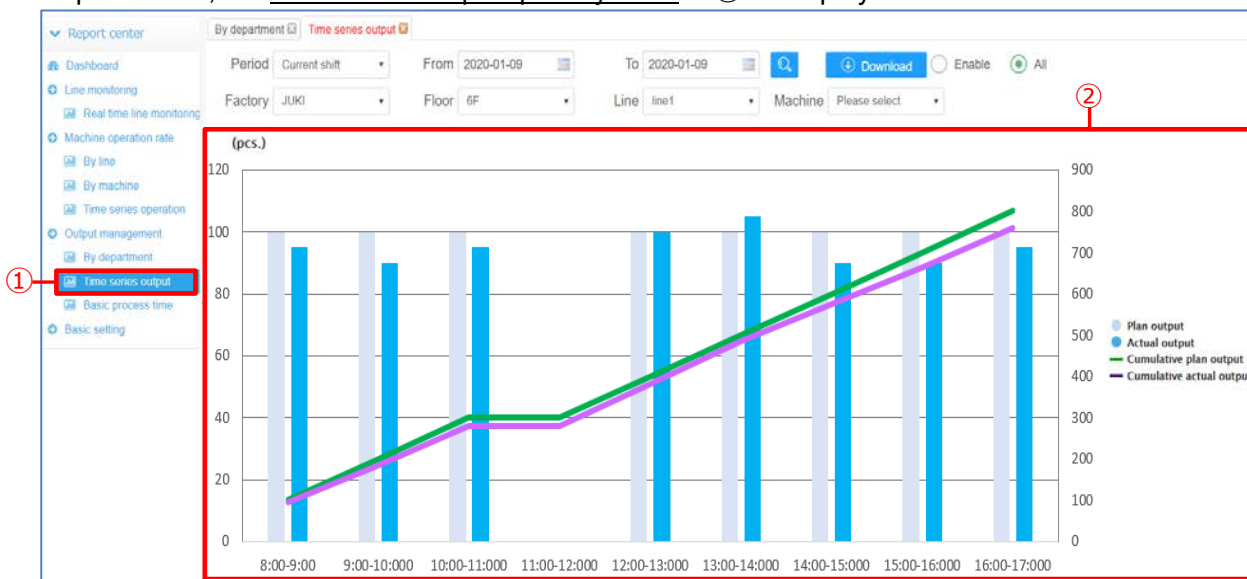 Report center
By department
Time series output
Dashboard
Period
Current shift
From
2020-01-09
To
2020-01-09
Download
Enable
All
Line monitoring
Real time line monitoring
Factory
JUKI
Floor
6F
Line
line1
Machine
Please select
②
Machine operation rate
By line
By machine
Time series operation
Output management
By department
①
Time series output
Basic process time
Basic setting
(pcs.)
120
100
80
60
40
20
0
900
800
700
600
500
400
300
200
100
0
Plan output
Actual output
Cumulative plan output
Cumulative actual outpu
8:00-9:00
9:00-10:000
10:00-11:000
11:00-12:000
12:00-13:000
13:00-14:000
14:00-15:000
15:00-16:000
16:00-17:000